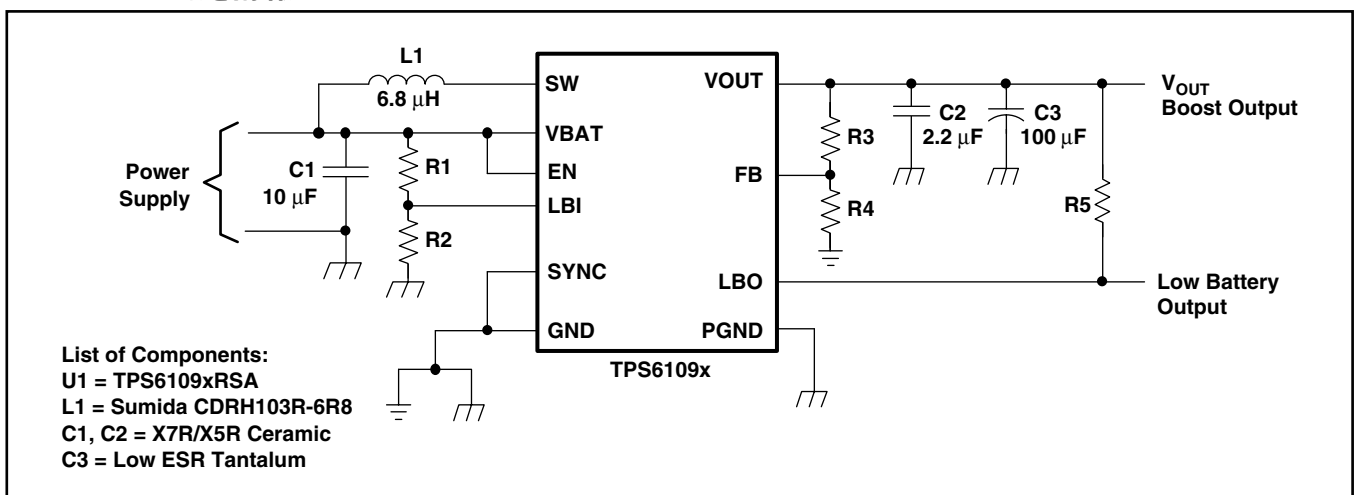 L1
6.8 μH
SW
VOUT
V_OUT
Boost Output
VBAT
C1
10 μF
R1
EN
LBI
R2
Power
Supply
R3
C2
2.2 μF
C3
100 μF
FB
R4
R5
SYNC
LBO
Low Battery
Output
GND
PGND
TPS6109x
List of Components:
U1 = TPS6109xRSA
L1 = Sumida CDRH103R-6R8
C1, C2 = X7R/X5R Ceramic
C3 = Low ESR Tantalum